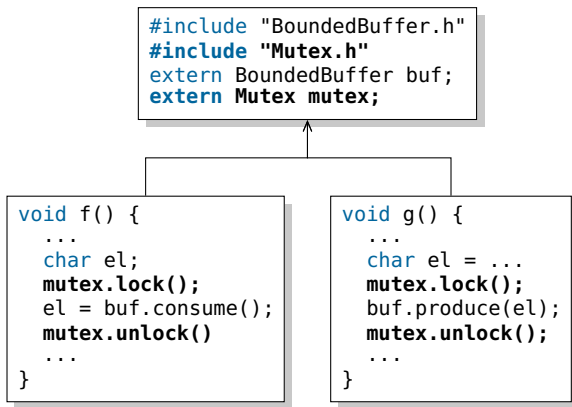 #include "BoundedBuffer.h"
#include "Mutex.h"
extern BoundedBuffer buf;
extern Mutex mutex;
void f() {
  ...
  char el;
  mutex.lock();
  el = buf.consume();
  mutex.unlock()
  ...
}
void g() {
  ...
  char el = ...
  mutex.lock();
  buf.produce(el);
  mutex.unlock();
  ...
}